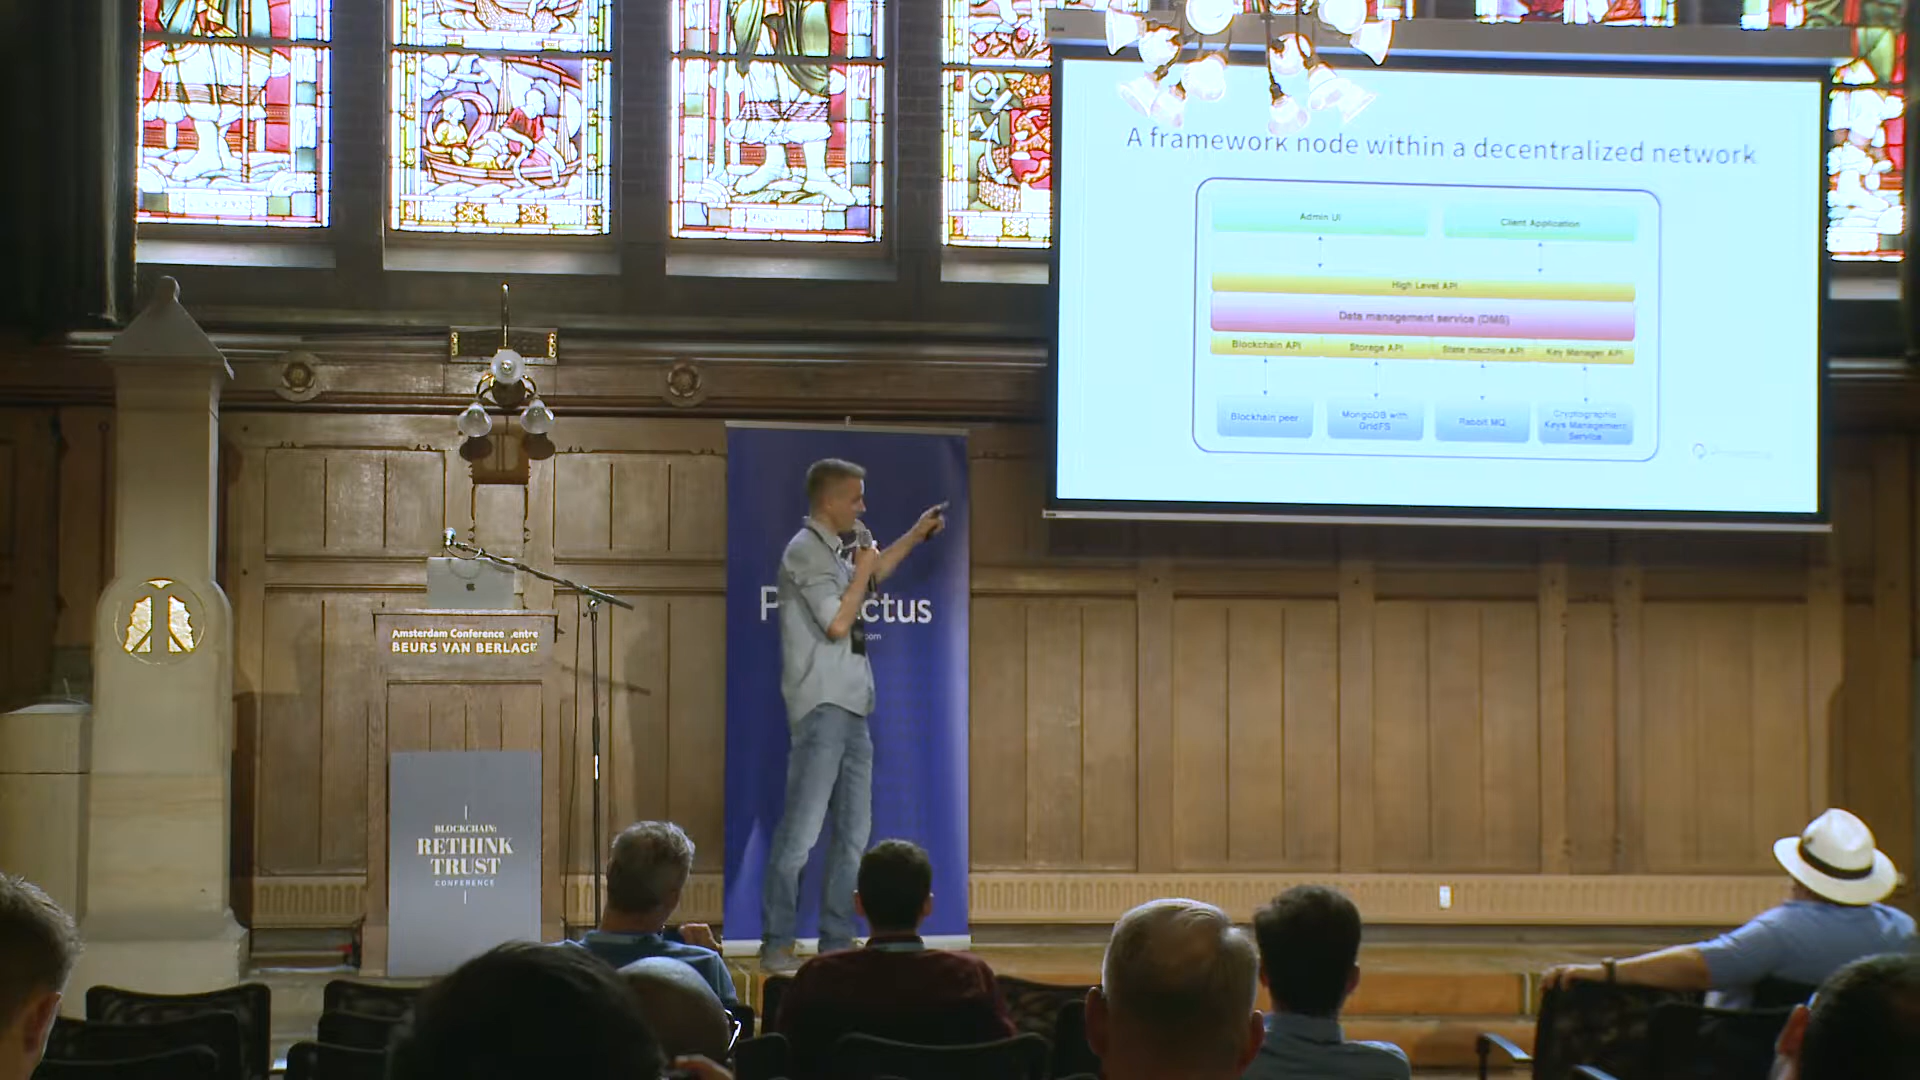 A framework node within a decentralized network
Admin UI
Client Application
High Level API
Data management service (DMS)
Blockchain API
Storage API
State machine API
Key Manager API
Blockhain peer
MongoDB with
GridFS
Rabbit MQ
Cryptographic
Keys Management
Service
P ctus
Amsterdam Conference entre
BEURS VAN BERLAGE
BLOCKCHAIN:
RETHINK
TRUST
CONFERENCE